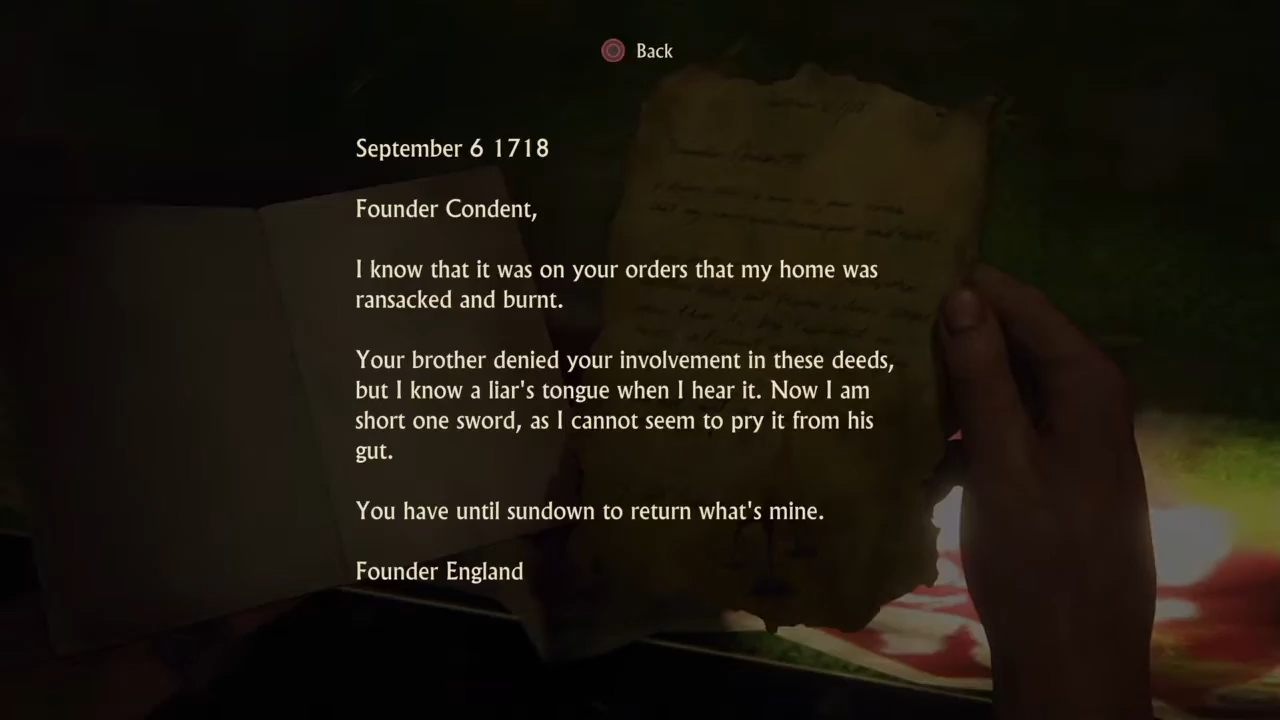 Back
September 6 1718
Founder Condent,
I know that it was on your orders that my home was
ransacked and burnt.
Your brother denied your involvement in these deeds,
but I know a liar's tongue when I hear it. Now I am
short one sword, as I cannot seem to pry it from his
gut.
You have until sundown to return what's mine.
Founder England